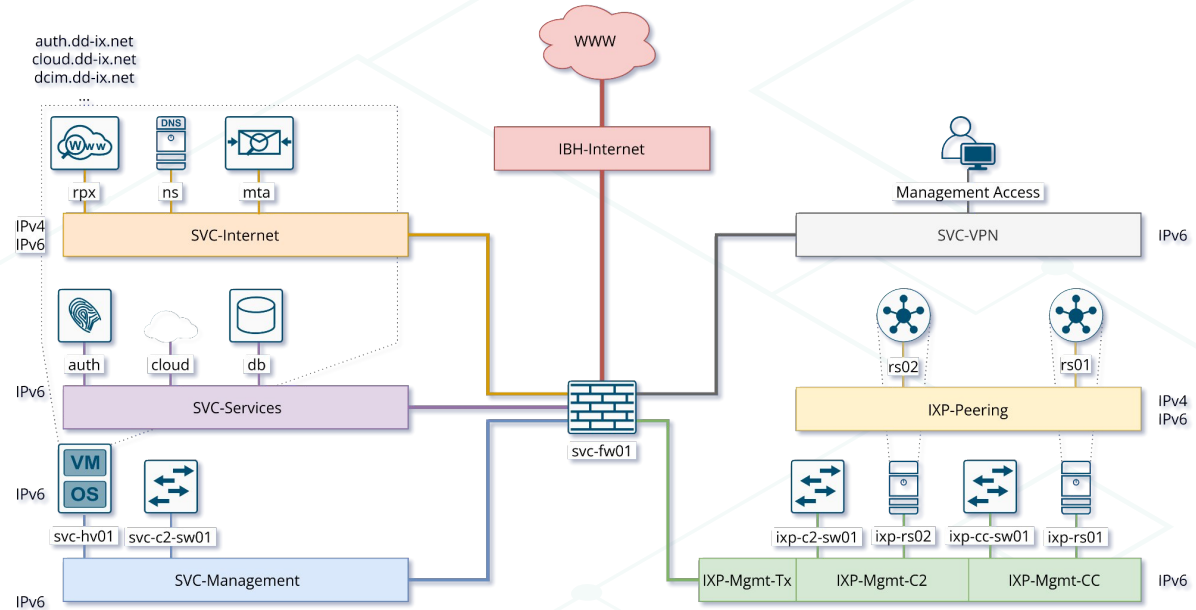 auth.dd-ix.net
cloud.dd-ix.net
dcim.dd-ix.net
...
WWW
IBH-Internet
Www
DNS
rpx
ns
mta
Management Access
IPv4
IPv6
SVC-Internet
SVC-VPN
IPv6
auth
cloud
db
rs02
rs01
IPv6
SVC-Services
IXP-Peering
IPv4
IPv6
svc-fw01
VM
OS
IPv6
svc-hv01
svc-c2-sw01
ixp-c2-sw01
ixp-rs02
ixp-cc-sw01
ixp-rs01
SVC-Management
IXP-Mgmt-Tx
IXP-Mgmt-C2
IXP-Mgmt-CC
IPv6
IPv6